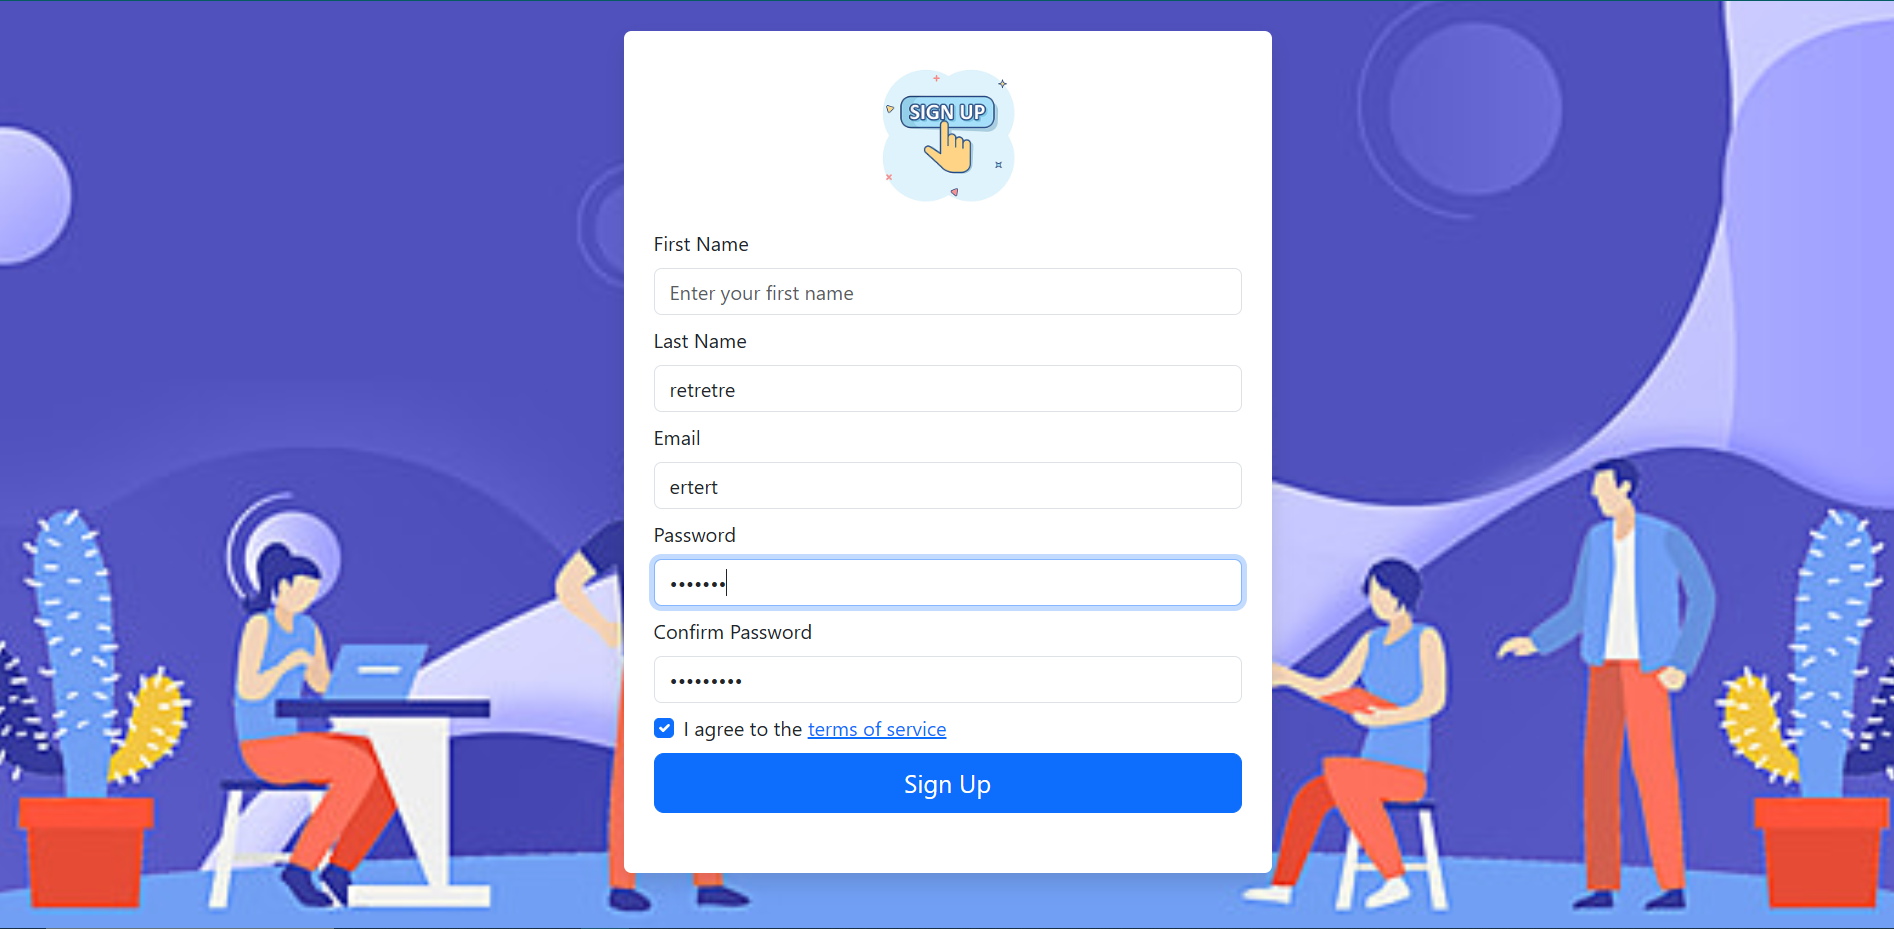 SIGN UP
First Name
Enter your first name
Last Name
retretre
Email
ertert
Password
•••••••
Confirm Password
•••••••••
I agree to the terms of service
Sign Up